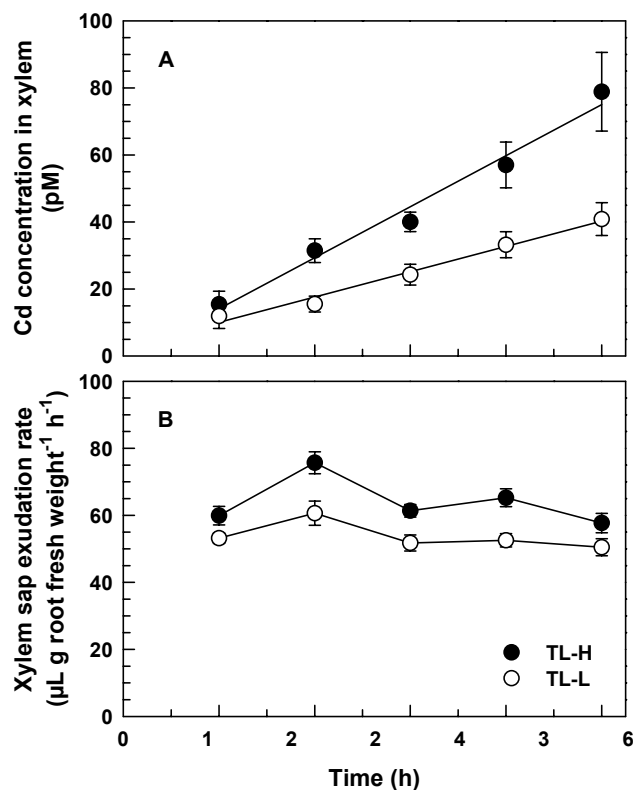 100
A
80
60
40
20
0
Cd concentration in xylem
(pM)
100
B
80
60
40
20
0
Xylem sap exudation rate
(µL g root fresh weight⁻¹ h⁻¹)
TL-H
TL-L
0 1 2 2 4 3 6
Time (h)